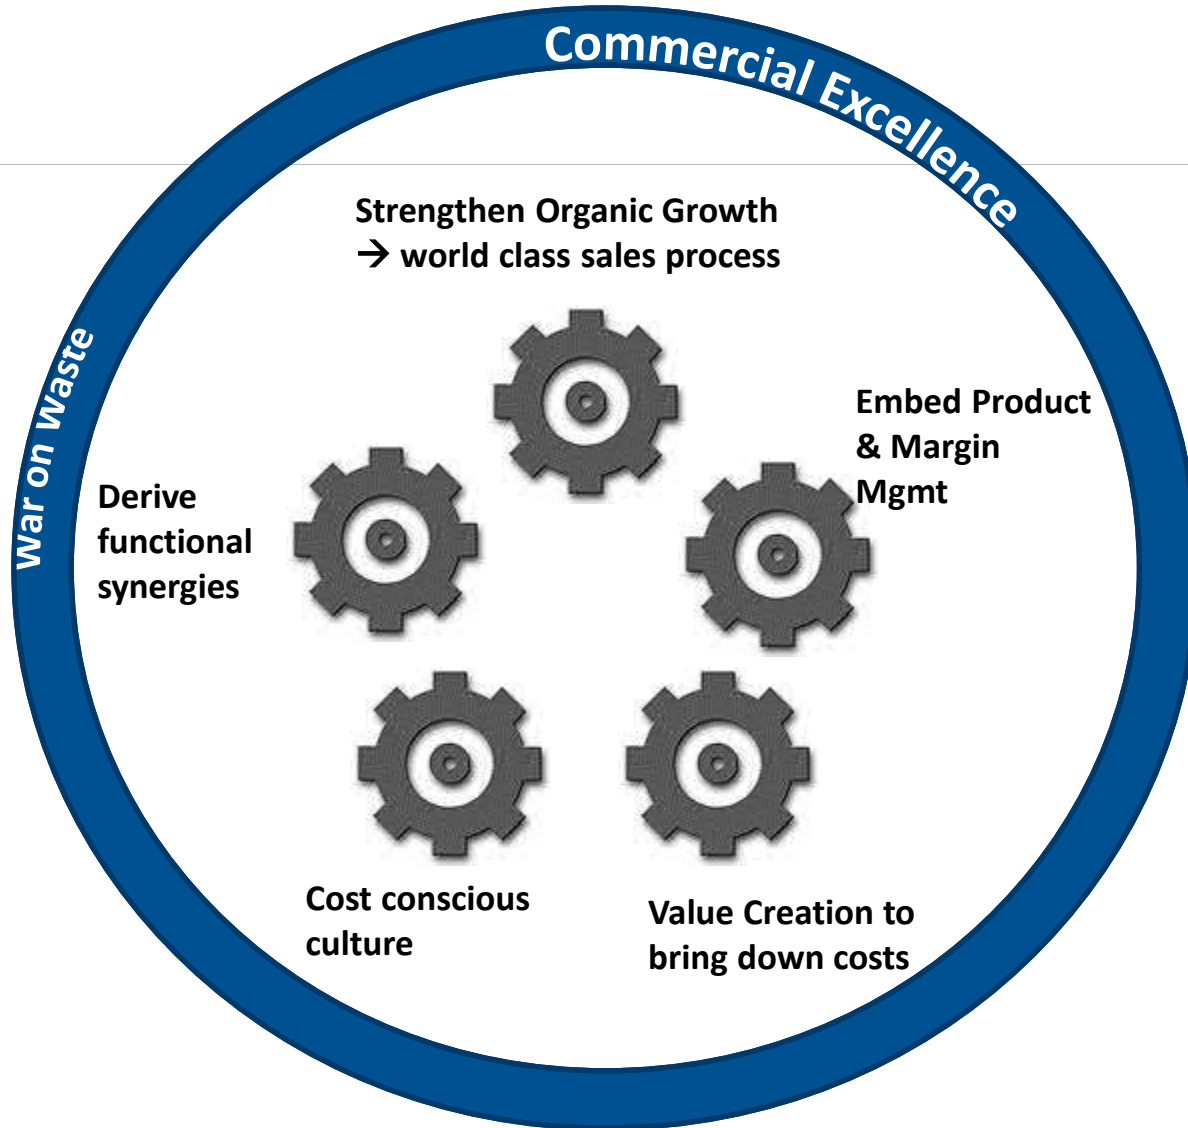 Commercial Excellence
War on waste
Strengthen Organic Growth
→ world class sales process
Embed Product
& Margin
Mgmt
Derive
functional
synergies
Cost conscious
culture
Value Creation to
bring down costs